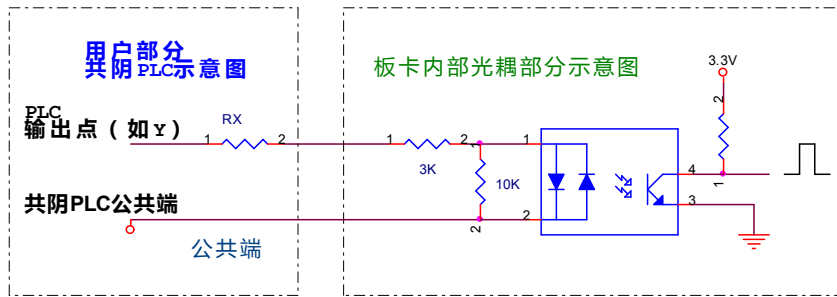 用户部分
共阴PLC示意图
板卡内部光耦部分示意图
3.3V
2
PLC
输出点（如Y）
1
RX
2
1
2
3K
1
1
10K
4
1
3
共阴PLC公共端
2
2
公共端